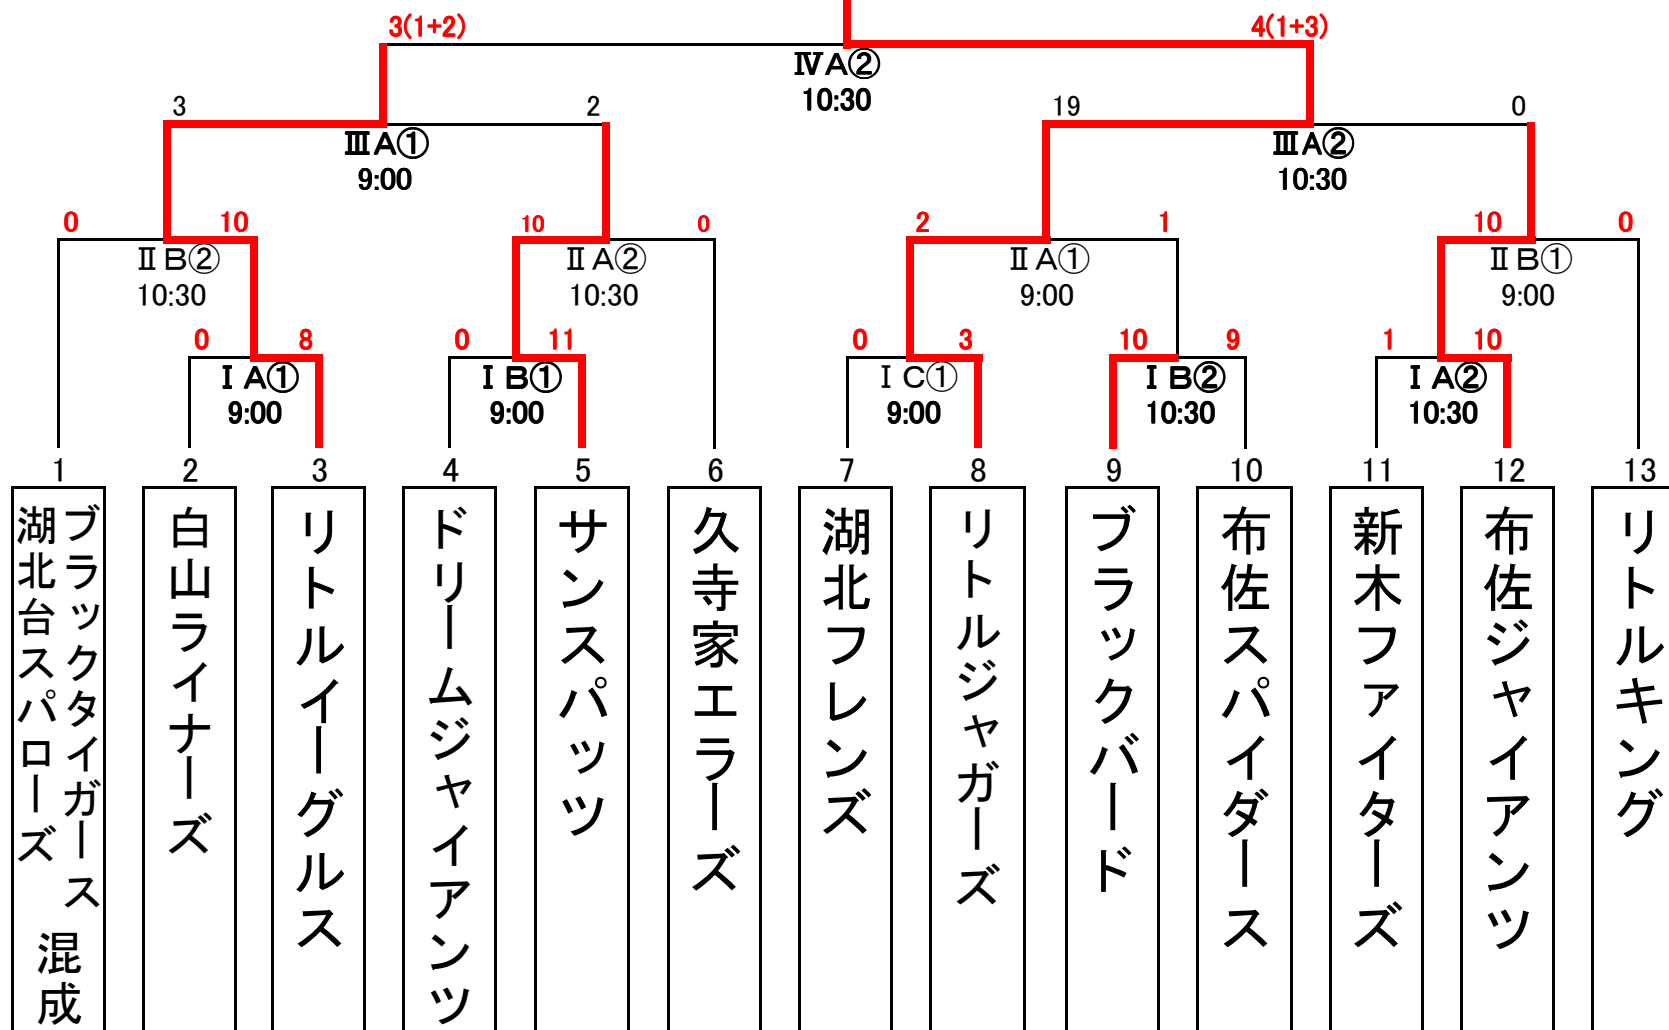 3(1+2)
4(1+3)
ⅣA②
10:30
3
2
19
0
ⅢA①
9:00
ⅢA②
10:30
0
10
10
0
2
1
10
0
ⅡB②
10:30
ⅡA②
10:30
ⅡA①
9:00
ⅡB①
9:00
0
8
0
11
0
3
10
9
1
10
ⅠA①
9:00
ⅠB①
9:00
ⅠC①
9:00
ⅠB②
10:30
ⅠA②
10:30
1
2
3
4
5
6
7
8
9
10
11
12
13
ブラックタイガース
湖北台スパローズ
混成
白山ライナーズ
リトルイーグルス
ドリームジャイアンツ
サンスパッツ
久寺家エラーズ
湖北フレンズ
リトルジャガーズ
ブラックバード
布佐スパイダース
新木ファイターズ
布佐ジャイアンツ
リトルキング